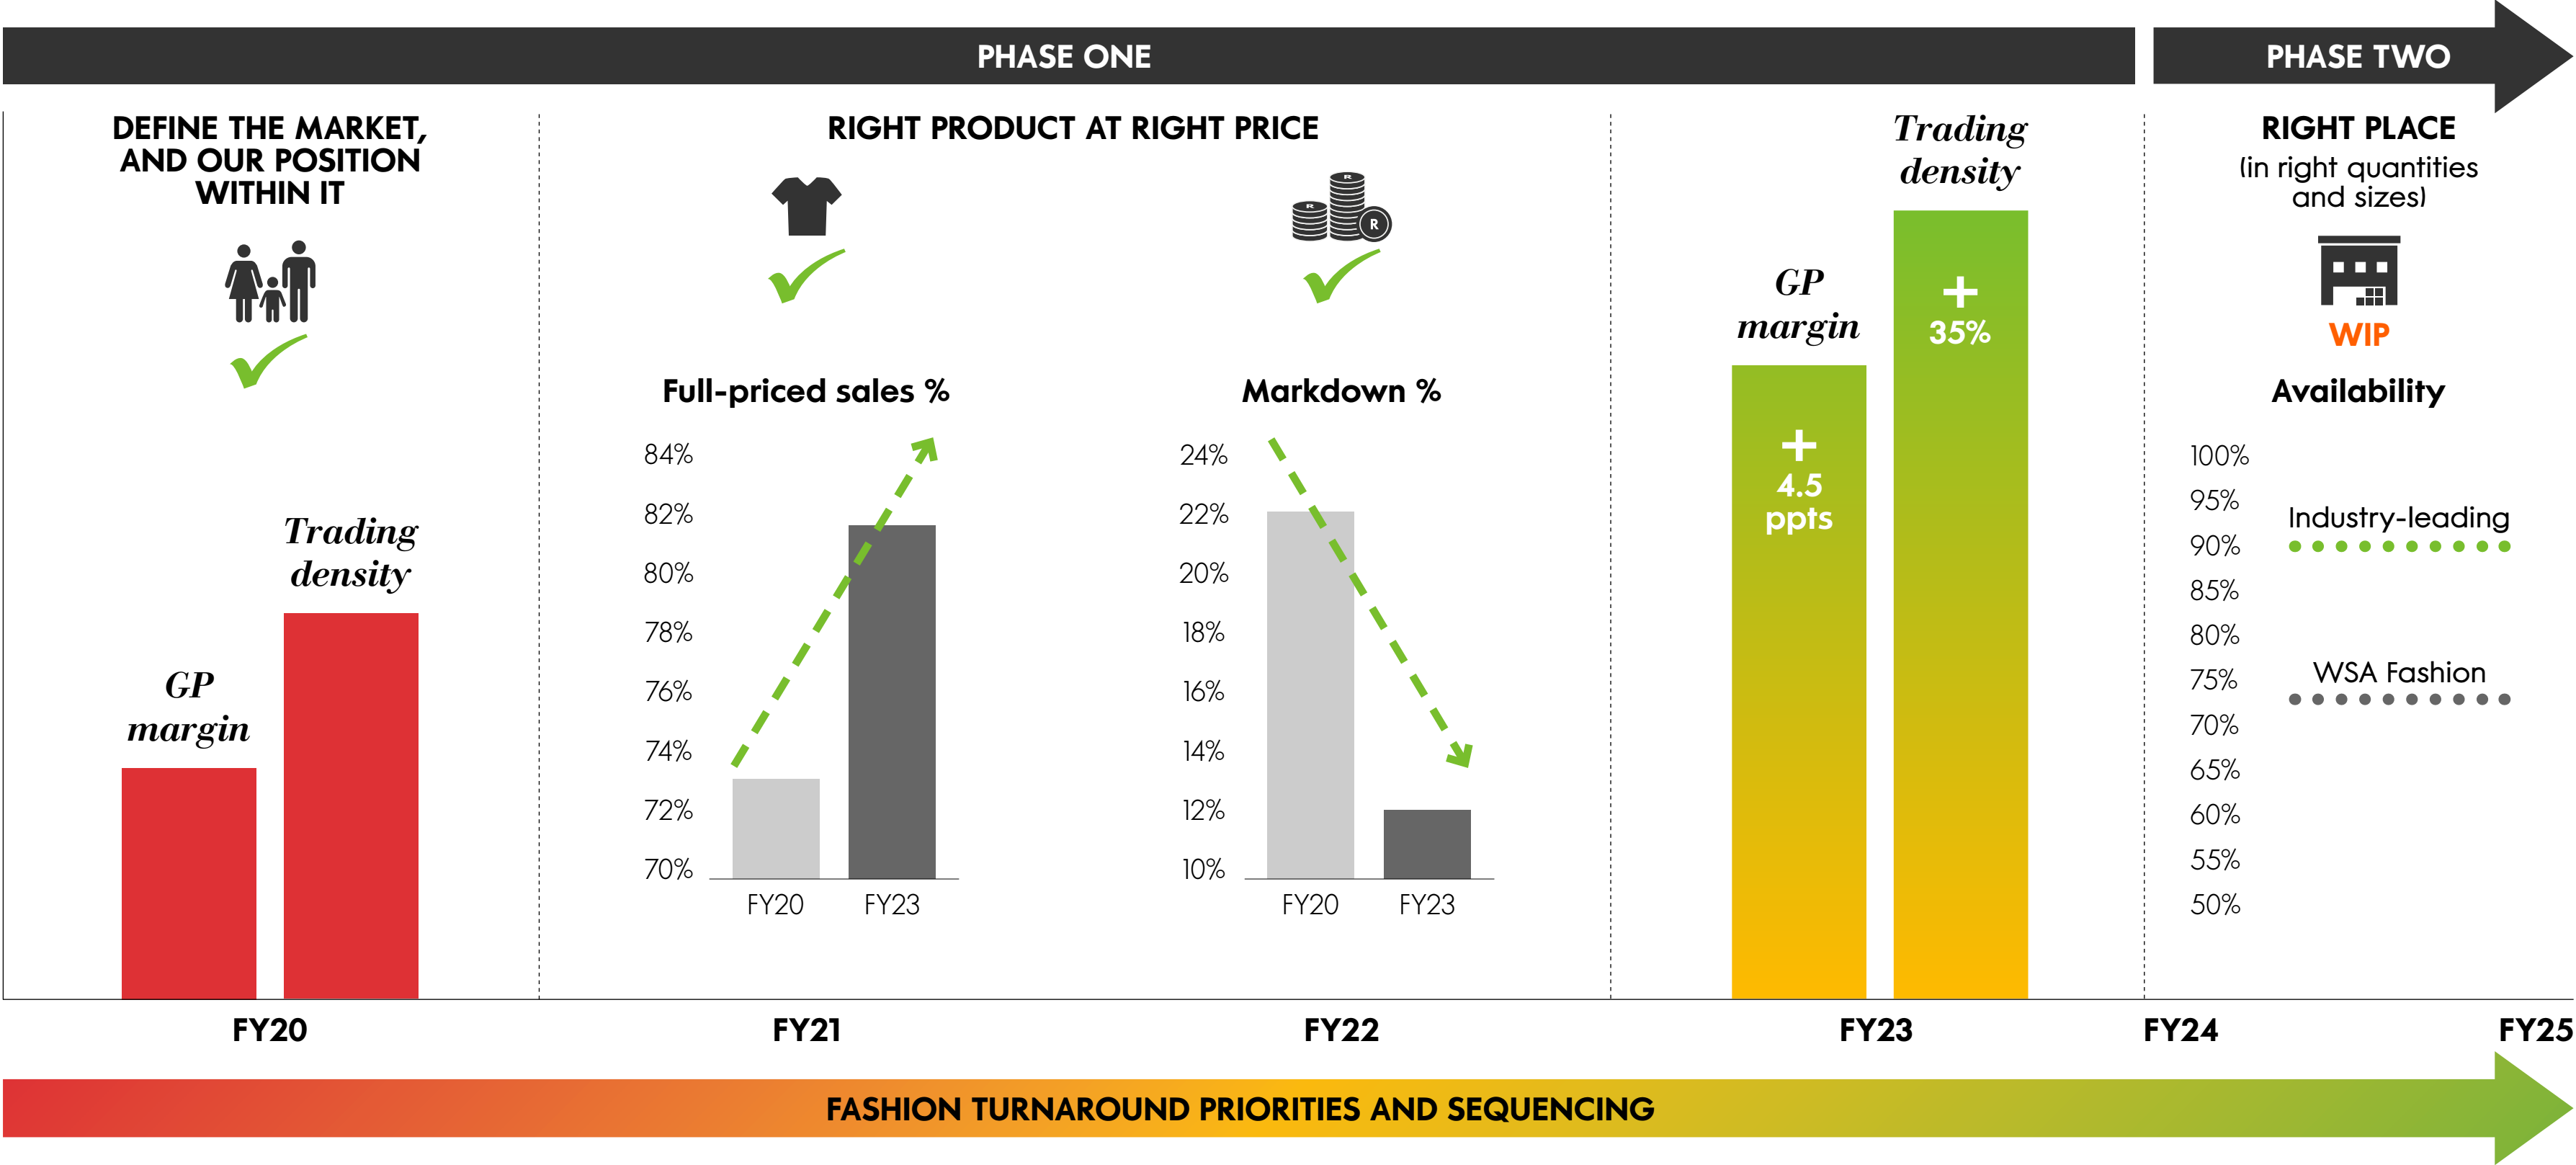 PHASE ONE
PHASE TWO
DEFINE THE MARKET,
AND OUR POSITION
WITHIN IT
GP
margin
Trading
density
RIGHT PRODUCT AT RIGHT PRICE
R
R
R
Full-priced sales %
84%
82%
80%
78%
76%
74%
72%
70%
FY20
FY23
Markdown %
24%
22%
20%
18%
16%
14%
12%
10%
FY20
FY23
GP
margin
+
4.5
ppts
Trading
density
+
35%
RIGHT PLACE
(in right quantities
and sizes)
WIP
Availability
100%
95%
90%
85%
80%
75%
70%
65%
60%
55%
50%
Industry-leading
WSA Fashion
FY20
FY21
FY22
FY23
FY24
FY25
FASHION TURNAROUND PRIORITIES AND SEQUENCING